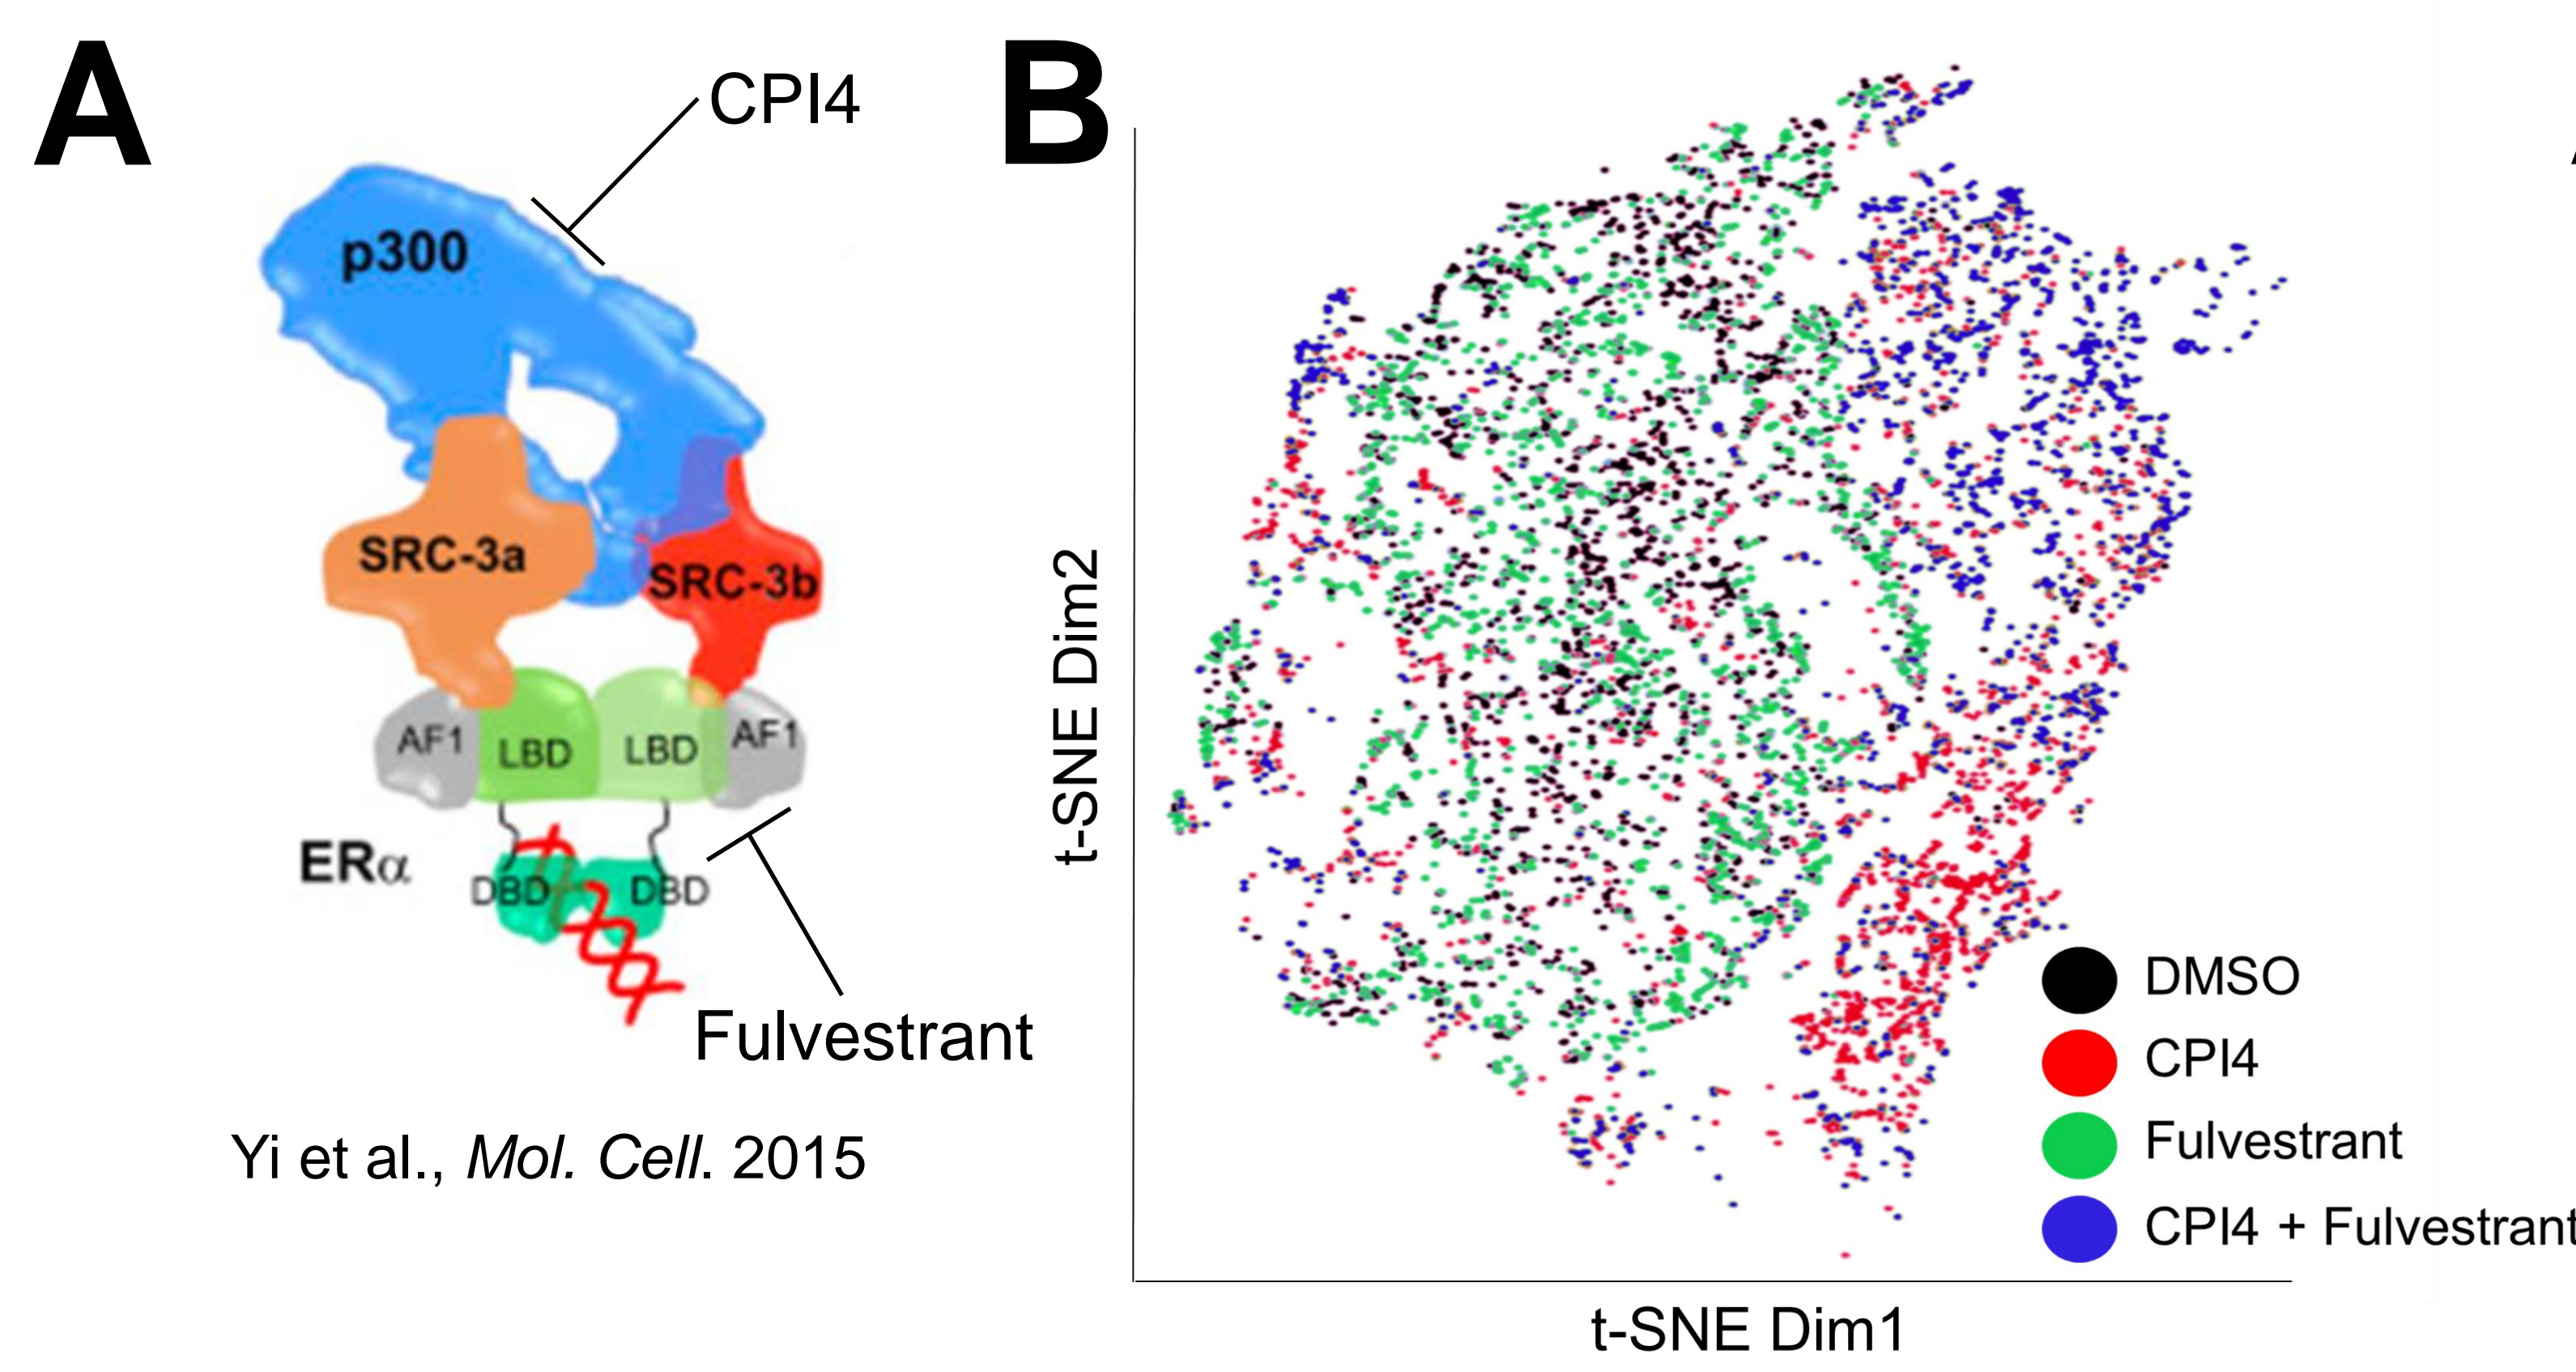 A
CPI4
p300
SRC-3a
SRC-3b
AF1
LBD
LBD
AF1
ERα
DBD
DBD
Fulvestrant
Yi et al., Mol. Cell. 2015
B
t-SNE Dim2
DMSO
CPI4
Fulvestrant
CPI4 + Fulvestrant
t-SNE Dim1